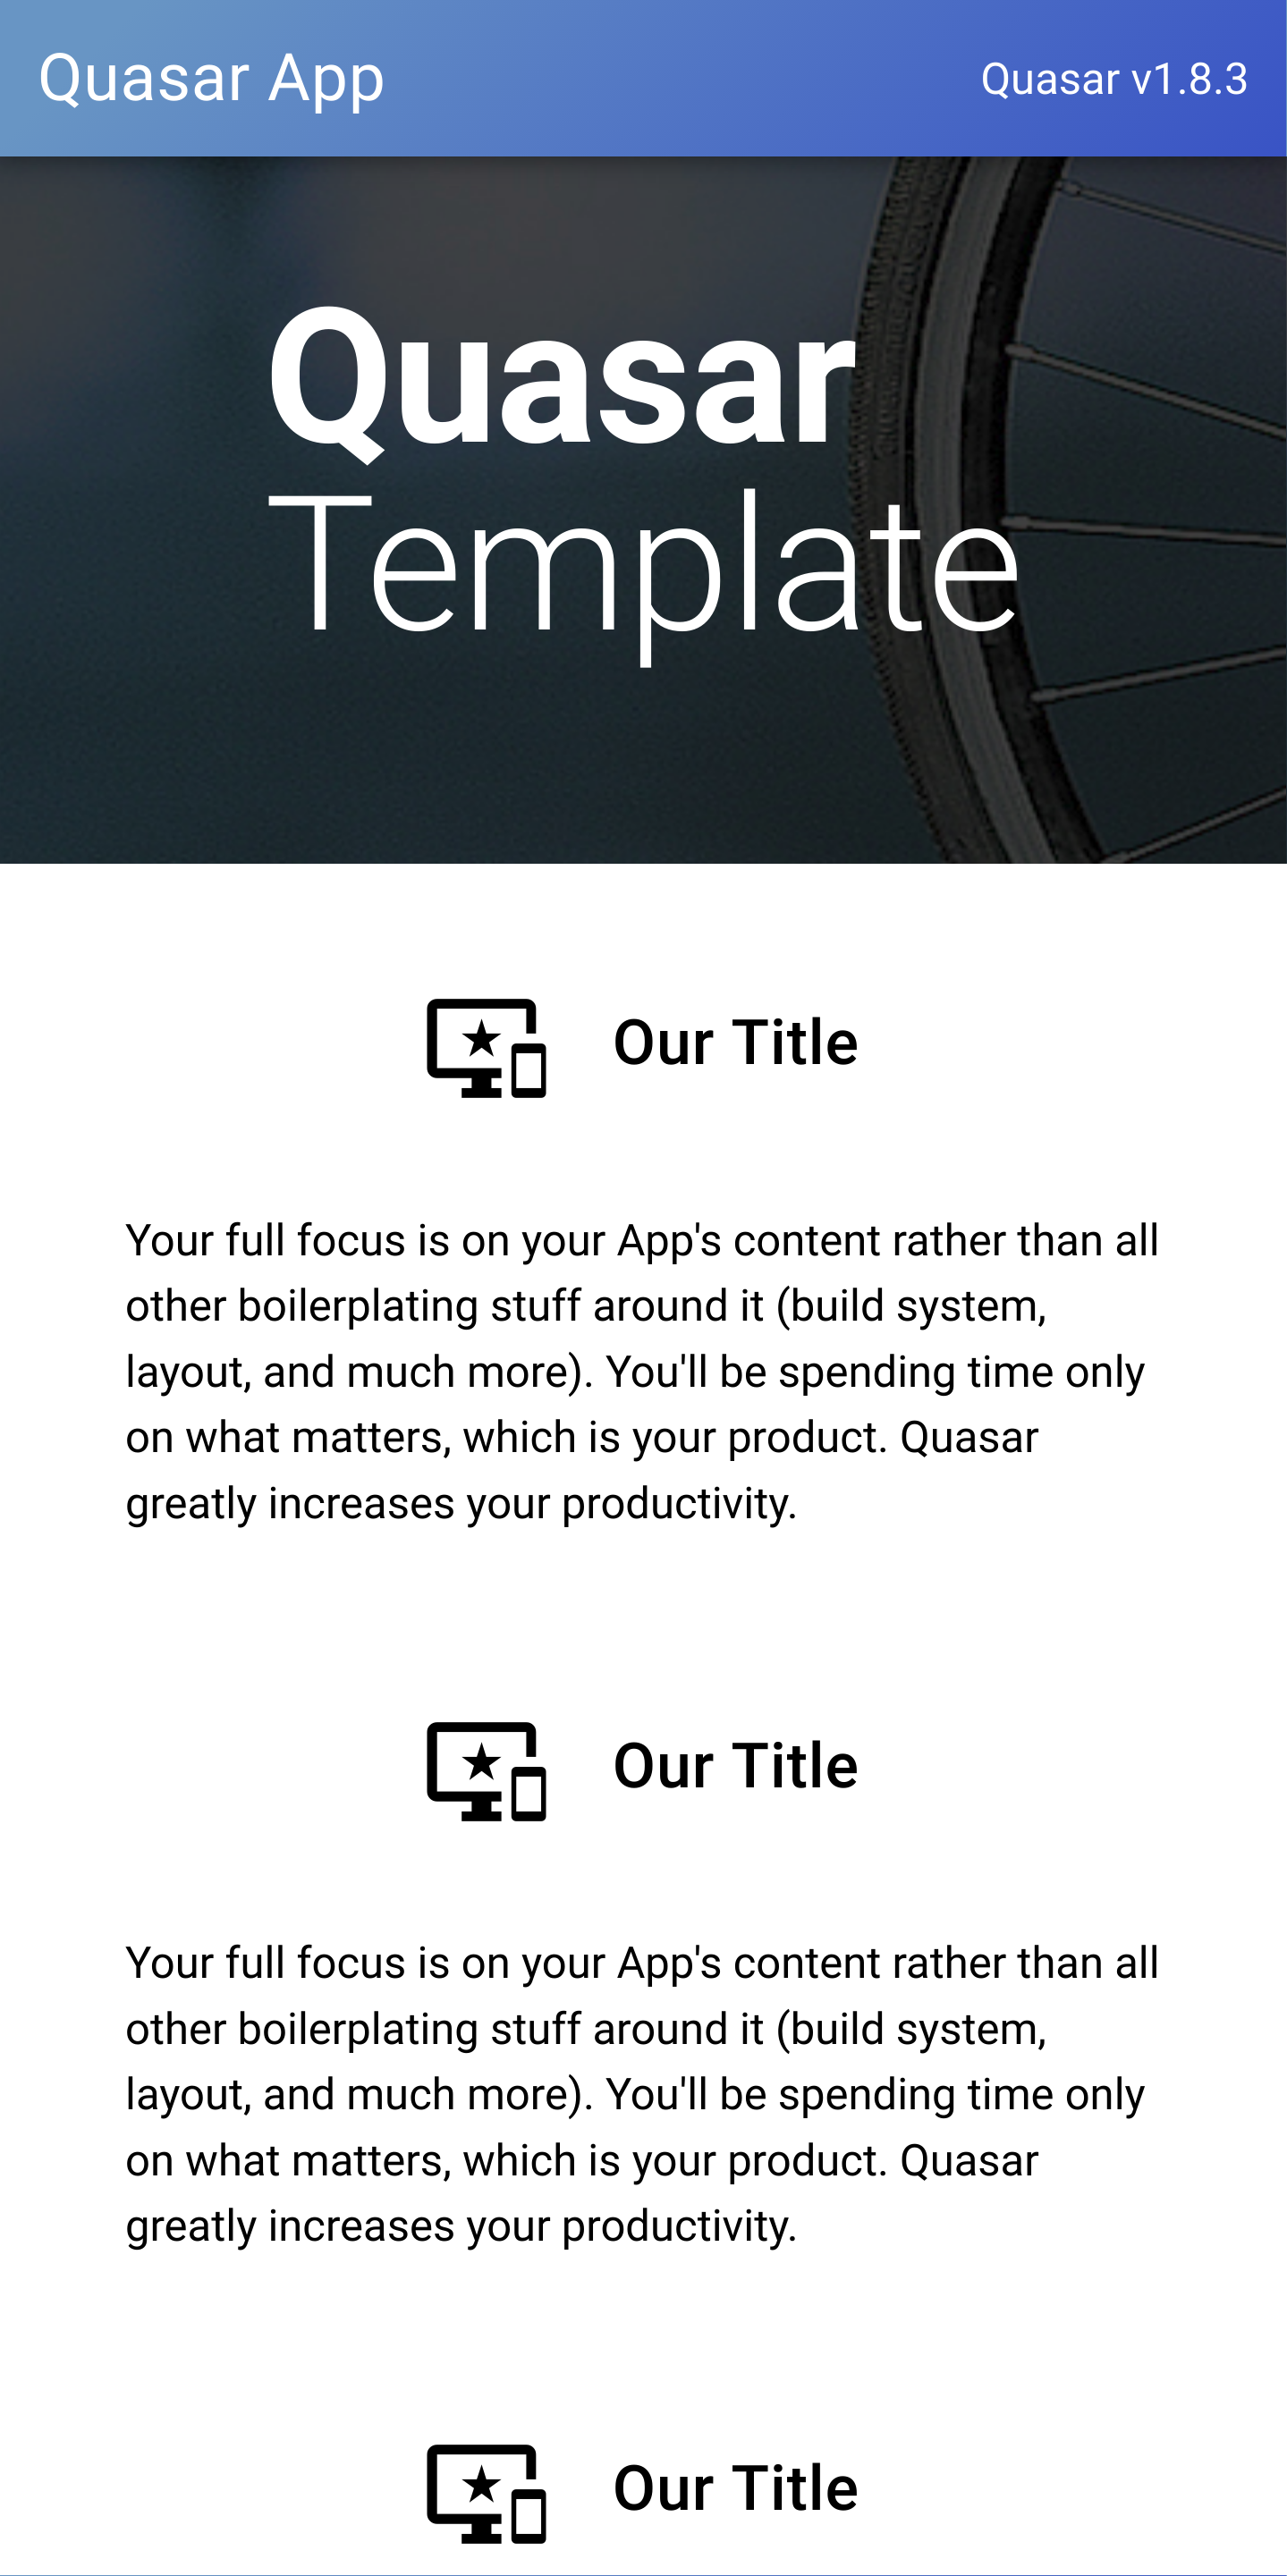 Quasar App
Quasar v1.8.3
Quasar
Template
Our Title
Your full focus is on your App's content rather than all
other boilerplating stuff around it (build system,
layout, and much more). You'll be spending time only
on what matters, which is your product. Quasar
greatly increases your productivity.
Our Title
Your full focus is on your App's content rather than all
other boilerplating stuff around it (build system,
layout, and much more). You'll be spending time only
on what matters, which is your product. Quasar
greatly increases your productivity.
Our Title